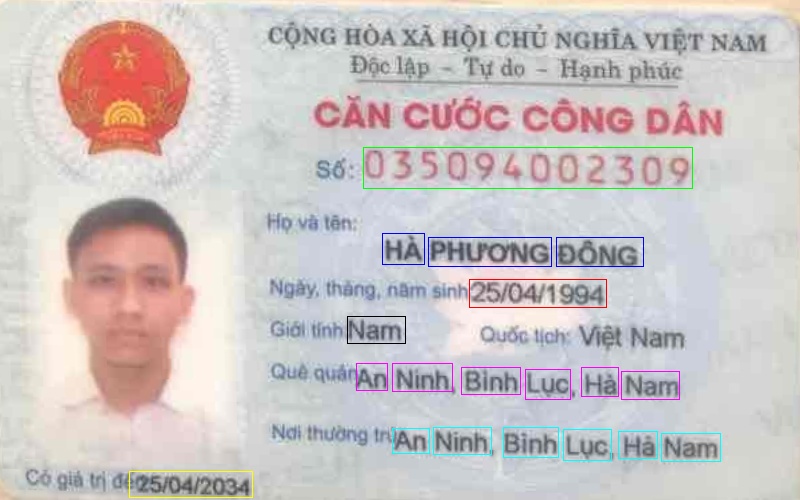 CỘNG HÒA XÃ HỘI CHỦ NGHĨA VIỆT NAM
Độc lập - Tự do - Hạnh phúc
CĂN CƯỚC CÔNG DÂN
Số: 035094002309
Họ và tên:
HÀ PHƯƠNG ĐÔNG
Ngày, tháng, năm sinh 25/04/1994
Giới tính Nam Quốc tịch: Việt Nam
Quê quán An Ninh, Bình Lục, Hà Nam
Nơi thường trú An Ninh, Bình Lục, Hà Nam
Có giá trị đế 25/04/2034